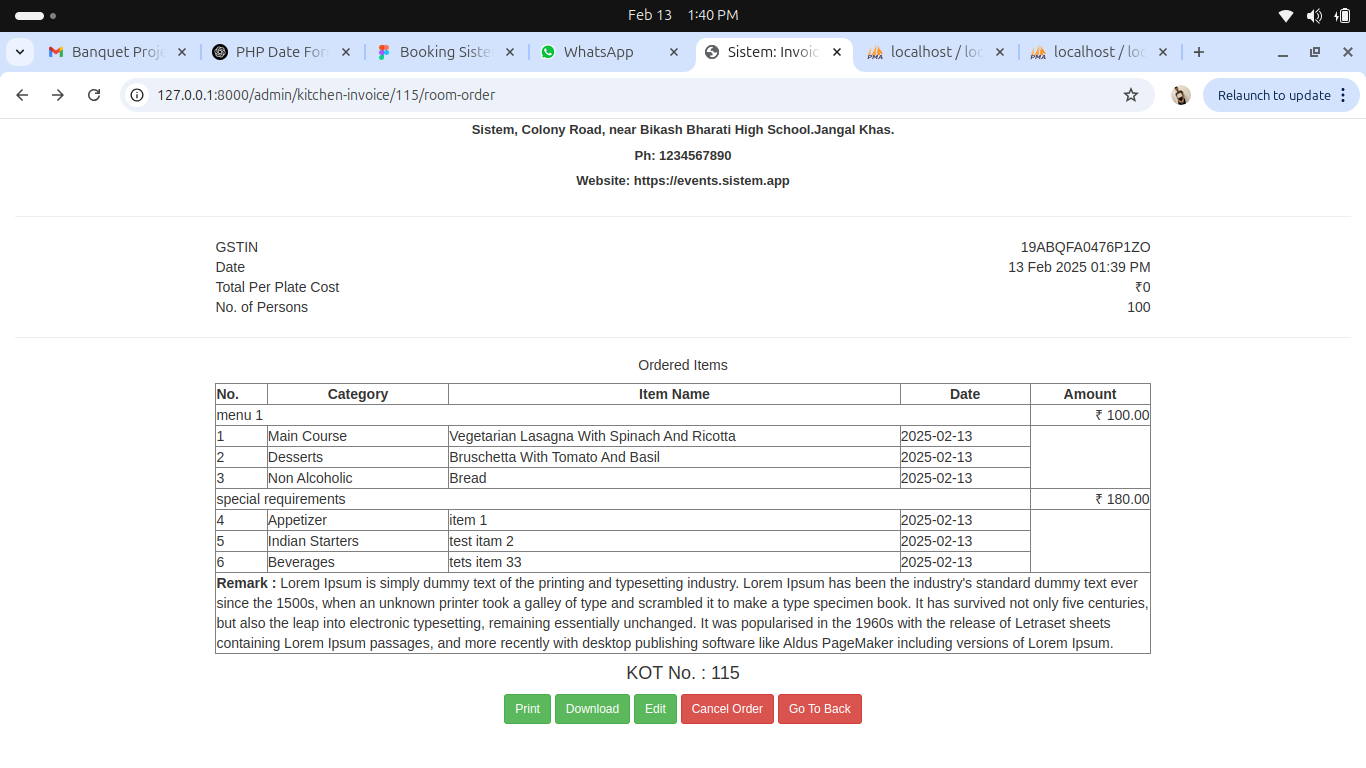 Feb 13 1:40 PM
Banquet Proj
PHP Date For
Booking Siste
WhatsApp
Sistem: Invoic
localhost / loc
localhost / loc
127.0.0.1:8000/admin/kitchen-invoice/115/room-order
Relaunch to update
Sistem, Colony Road, near Bikash Bharati High School.Jangal Khas.
Ph: 1234567890
Website: https://events.sistem.app
GSTIN 19ABQFA0476P1ZO
Date 13 Feb 2025 01:39 PM
Total Per Plate Cost ₹0
No. of Persons 100
Ordered Items
No. Category Item Name Date Amount
menu 1 ₹ 100.00
1 Main Course Vegetarian Lasagna With Spinach And Ricotta 2025-02-13
2 Desserts Bruschetta With Tomato And Basil 2025-02-13
3 Non Alcoholic Bread 2025-02-13
special requirements ₹ 180.00
4 Appetizer item 1 2025-02-13
5 Indian Starters test itam 2 2025-02-13
6 Beverages tets item 33 2025-02-13
Remark : Lorem Ipsum is simply dummy text of the printing and typesetting industry. Lorem Ipsum has been the industry's standard dummy text ever
since the 1500s, when an unknown printer took a galley of type and scrambled it to make a type specimen book. It has survived not only five centuries,
but also the leap into electronic typesetting, remaining essentially unchanged. It was popularised in the 1960s with the release of Letraset sheets
containing Lorem Ipsum passages, and more recently with desktop publishing software like Aldus PageMaker including versions of Lorem Ipsum.
KOT No. : 115
Print Download Edit Cancel Order Go To Back